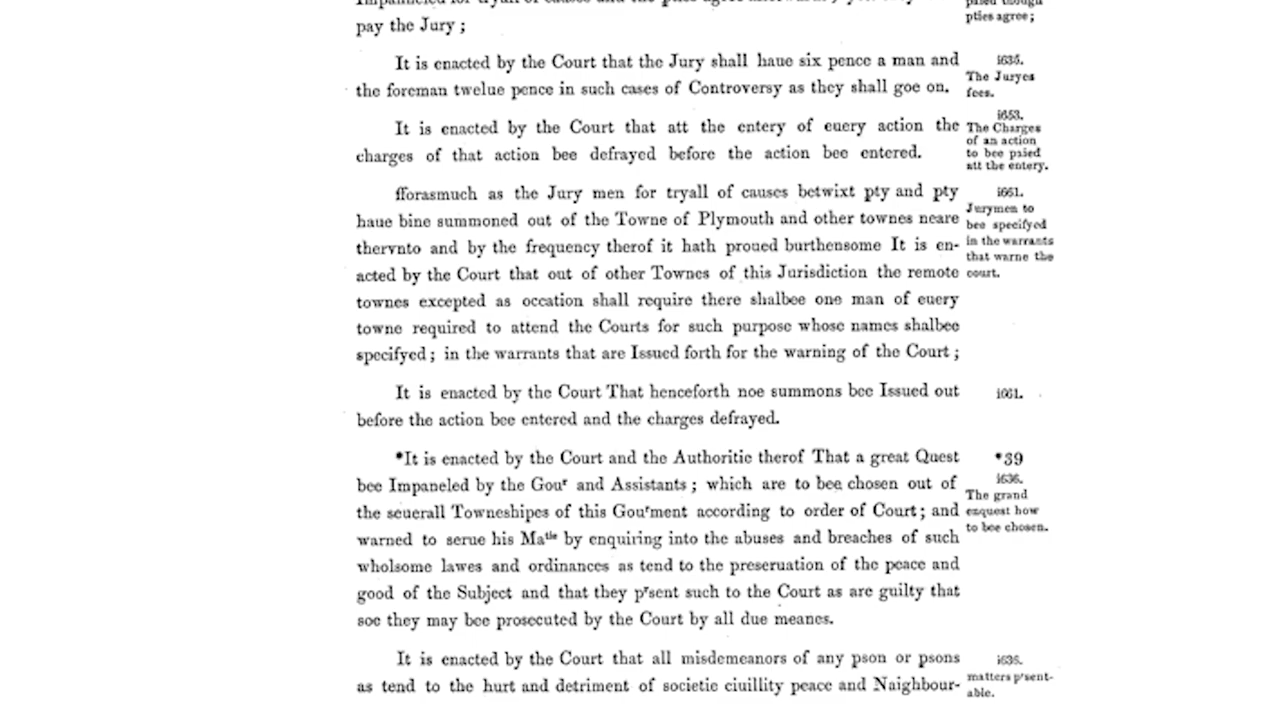 pay the Jury ;
pties agree ;
It is enacted by the Court that the Jury shall haue six pence a man and
the foreman twelue pence in such cases of Controversy as they shall goe on.
1636.
The Juryes
fees.
It is enacted by the Court that att the entery of euery action the
charges of that action bee defrayed before the action bee entered.
1653.
The Charges
of an action
to bee paied
att the entery.
fforasmuch as the Jury men for tryall of causes betwixt pty and pty
haue bine summoned out of the Towne of Plymouth and other townes neare
thervnto and by the frequency therof it hath proued burthensome It is en-
acted by the Court that out of other Townes of this Jurisdiction the remote
townes excepted as occation shall require there shalbee one man of euery
towne required to attend the Courts for such purpose whose names shalbee
specifyed ; in the warrants that are Issued forth for the warning of the Court ;
1661.
Jurymen to
bee specifyed
in the warrants
that warne the
court.
It is enacted by the Court That henceforth noe summons bee Issued out
before the action bee entered and the charges defrayed.
1661.
*It is enacted by the Court and the Authoritie therof That a great Quest
bee Impaneled by the Gouʳ and Assistants ; which are to bee chosen out of
the seuerall Towneshipes of this Gouʳment according to order of Court ; and
warned to serue his Maᵗⁱᵉ by enquiring into the abuses and breaches of such
wholsome lawes and ordinances as tend to the preseruation of the peace and
good of the Subject and that they pʳsent such to the Court as are guilty that
soe they may bee prosecuted by the Court by all due meanes.
*39
1636.
The grand
enquest how
to bee chosen.
It is enacted by the Court that all misdemeanors of any pson or psons
as tend to the hurt and detriment of societie ciuillity peace and Naighbour-
1636.
matters pʳsent-
able.